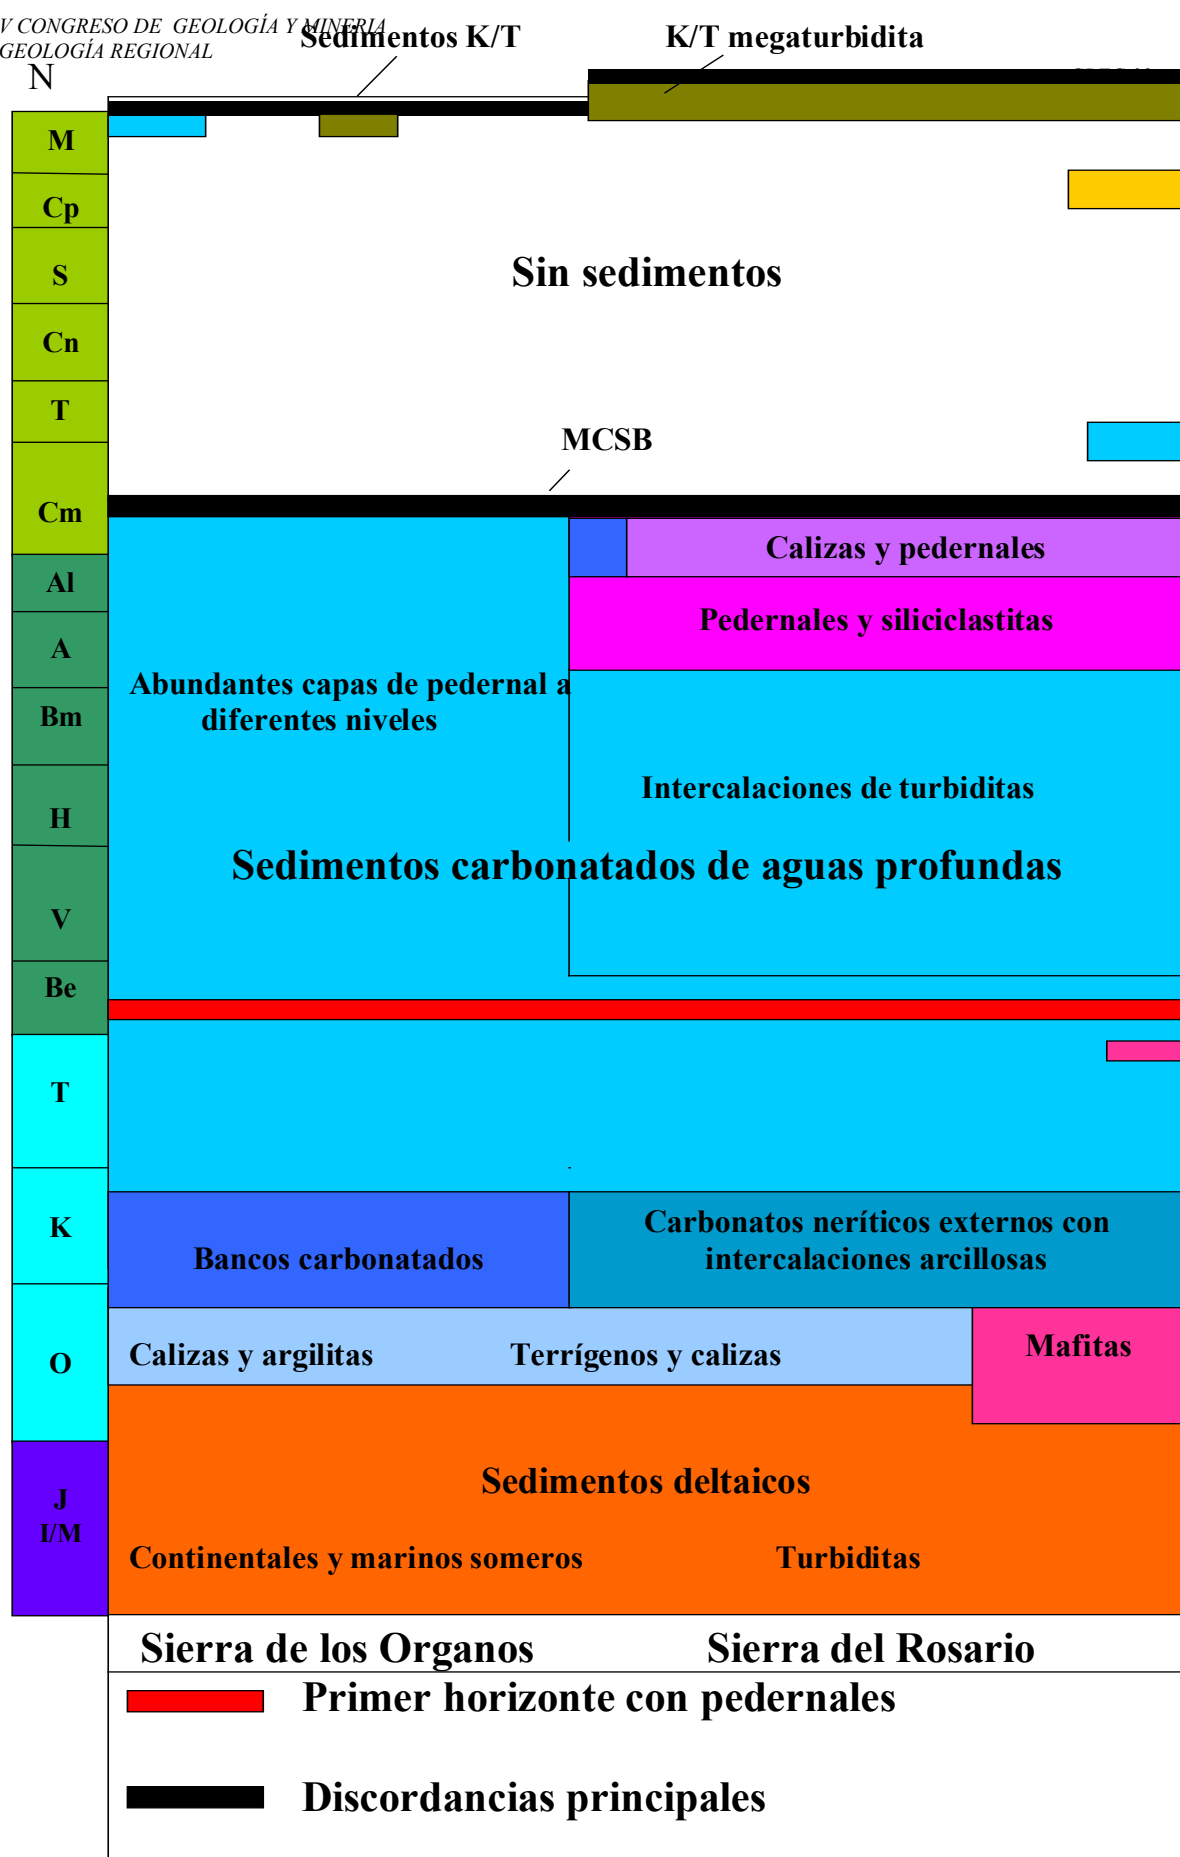 V CONGRESO DE GEOLOGÍA Y MINERIA
GEOLOGÍA REGIONAL
Sedimentos K/T
K/T megaturbidita
N
M
Cp
S
Sin sedimentos
Cn
T
MCSB
Cm
Calizas y pedernales
Al
Pedernales y siliciclastitas
A
Abundantes capas de pedernal a
diferentes niveles
Bm
Intercalaciones de turbiditas
H
Sedimentos carbonatados de aguas profundas
V
Be
T
K
Bancos carbonatados
Carbonatos neríticos externos con
intercalaciones arcillosas
O
Calizas y argilitas
Terrígenos y calizas
Mafitas
J
I/M
Sedimentos deltaicos
Continentales y marinos someros
Turbiditas
Sierra de los Organos
Sierra del Rosario
Primer horizonte con pedernales
Discordancias principales